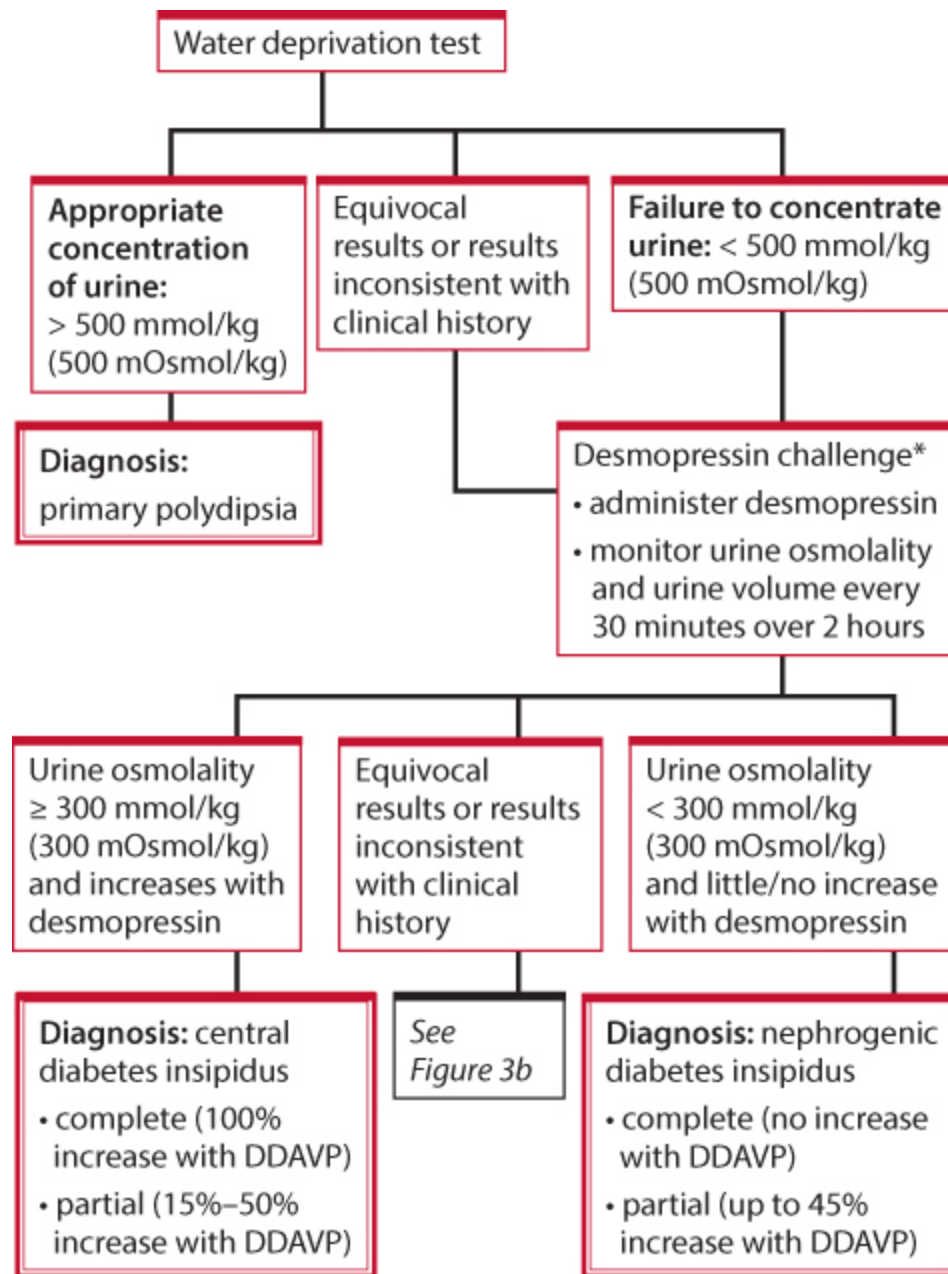 Water deprivation test
Appropriate
concentration
of urine:
> 500 mmol/kg
(500 mOsmol/kg)
Equivocal
results or results
inconsistent with
clinical history
Failure to concentrate
urine: < 500 mmol/kg
(500 mOsmol/kg)
Diagnosis:
primary polydipsia
Desmopressin challenge*
• administer desmopressin
• monitor urine osmolality
and urine volume every
30 minutes over 2 hours
Urine osmolality
≥ 300 mmol/kg
(300 mOsmol/kg)
and increases with
desmopressin
Equivocal
results or results
inconsistent
with clinical
history
Urine osmolality
< 300 mmol/kg
(300 mOsmol/kg)
and little/no increase
with desmopressin
Diagnosis: central
diabetes insipidus
• complete (100%
increase with DDAVP)
• partial (15%–50%
increase with DDAVP)
See
Figure 3b
Diagnosis: nephrogenic
diabetes insipidus
• complete (no increase
with DDAVP)
• partial (up to 45%
increase with DDAVP)